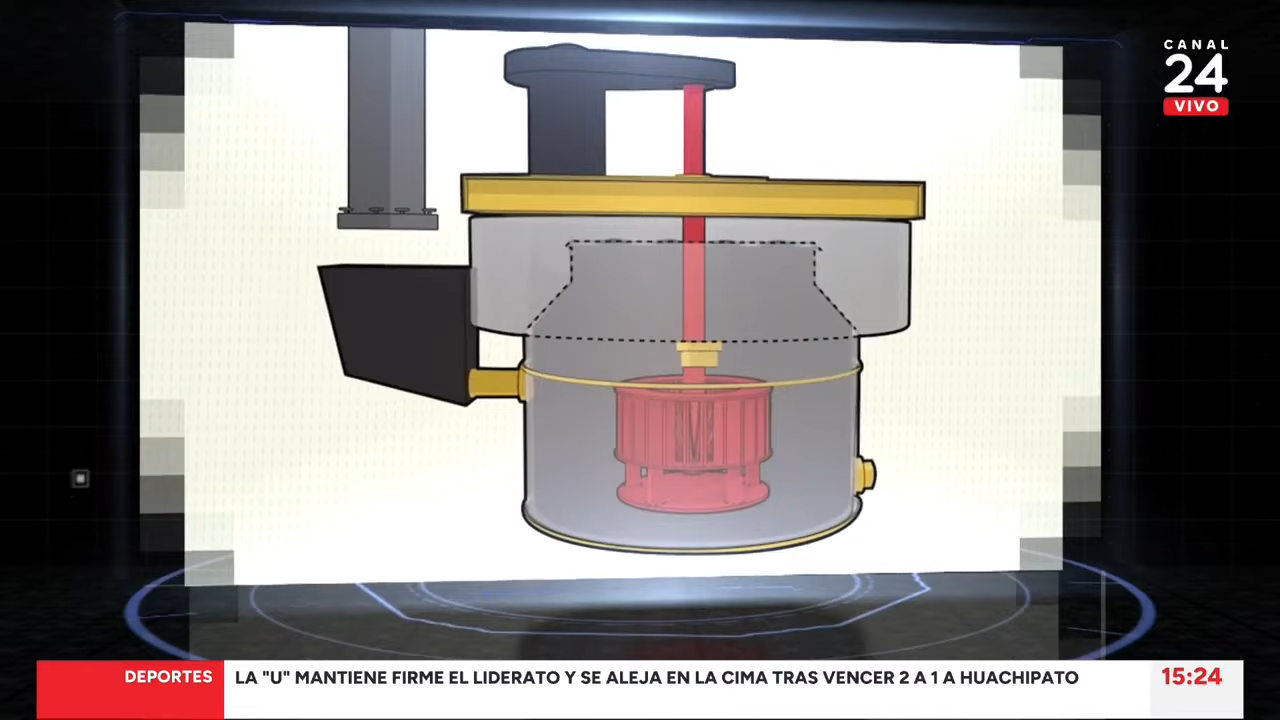 CANAL
24
VIVO
DEPORTES
LA "U" MANTIENE FIRME EL LIDERATO Y SE ALEJA EN LA CIMA TRAS VENCER 2 A 1 A HUACHIPATO
15:24